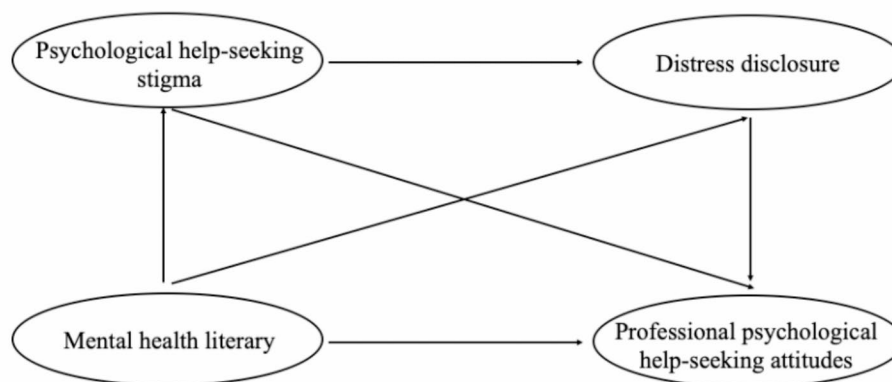 Psychological help-seeking
stigma
Distress disclosure
Mental health literary
Professional psychological
help-seeking attitudes